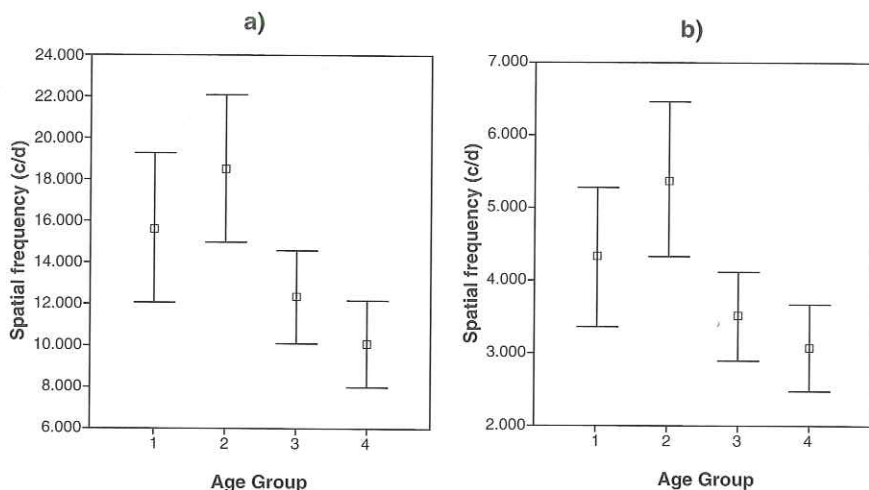 a)
24.000
22.000
20.000
18.000
16.000
14.000
12.000
10.000
8.000
6.000
Spatial frequency (c/d)
1 2 3 4
Age Group
b)
7.000
6.000
5.000
4.000
3.000
2.000
Spatial frequency (c/d)
1 2 3 4
Age Group